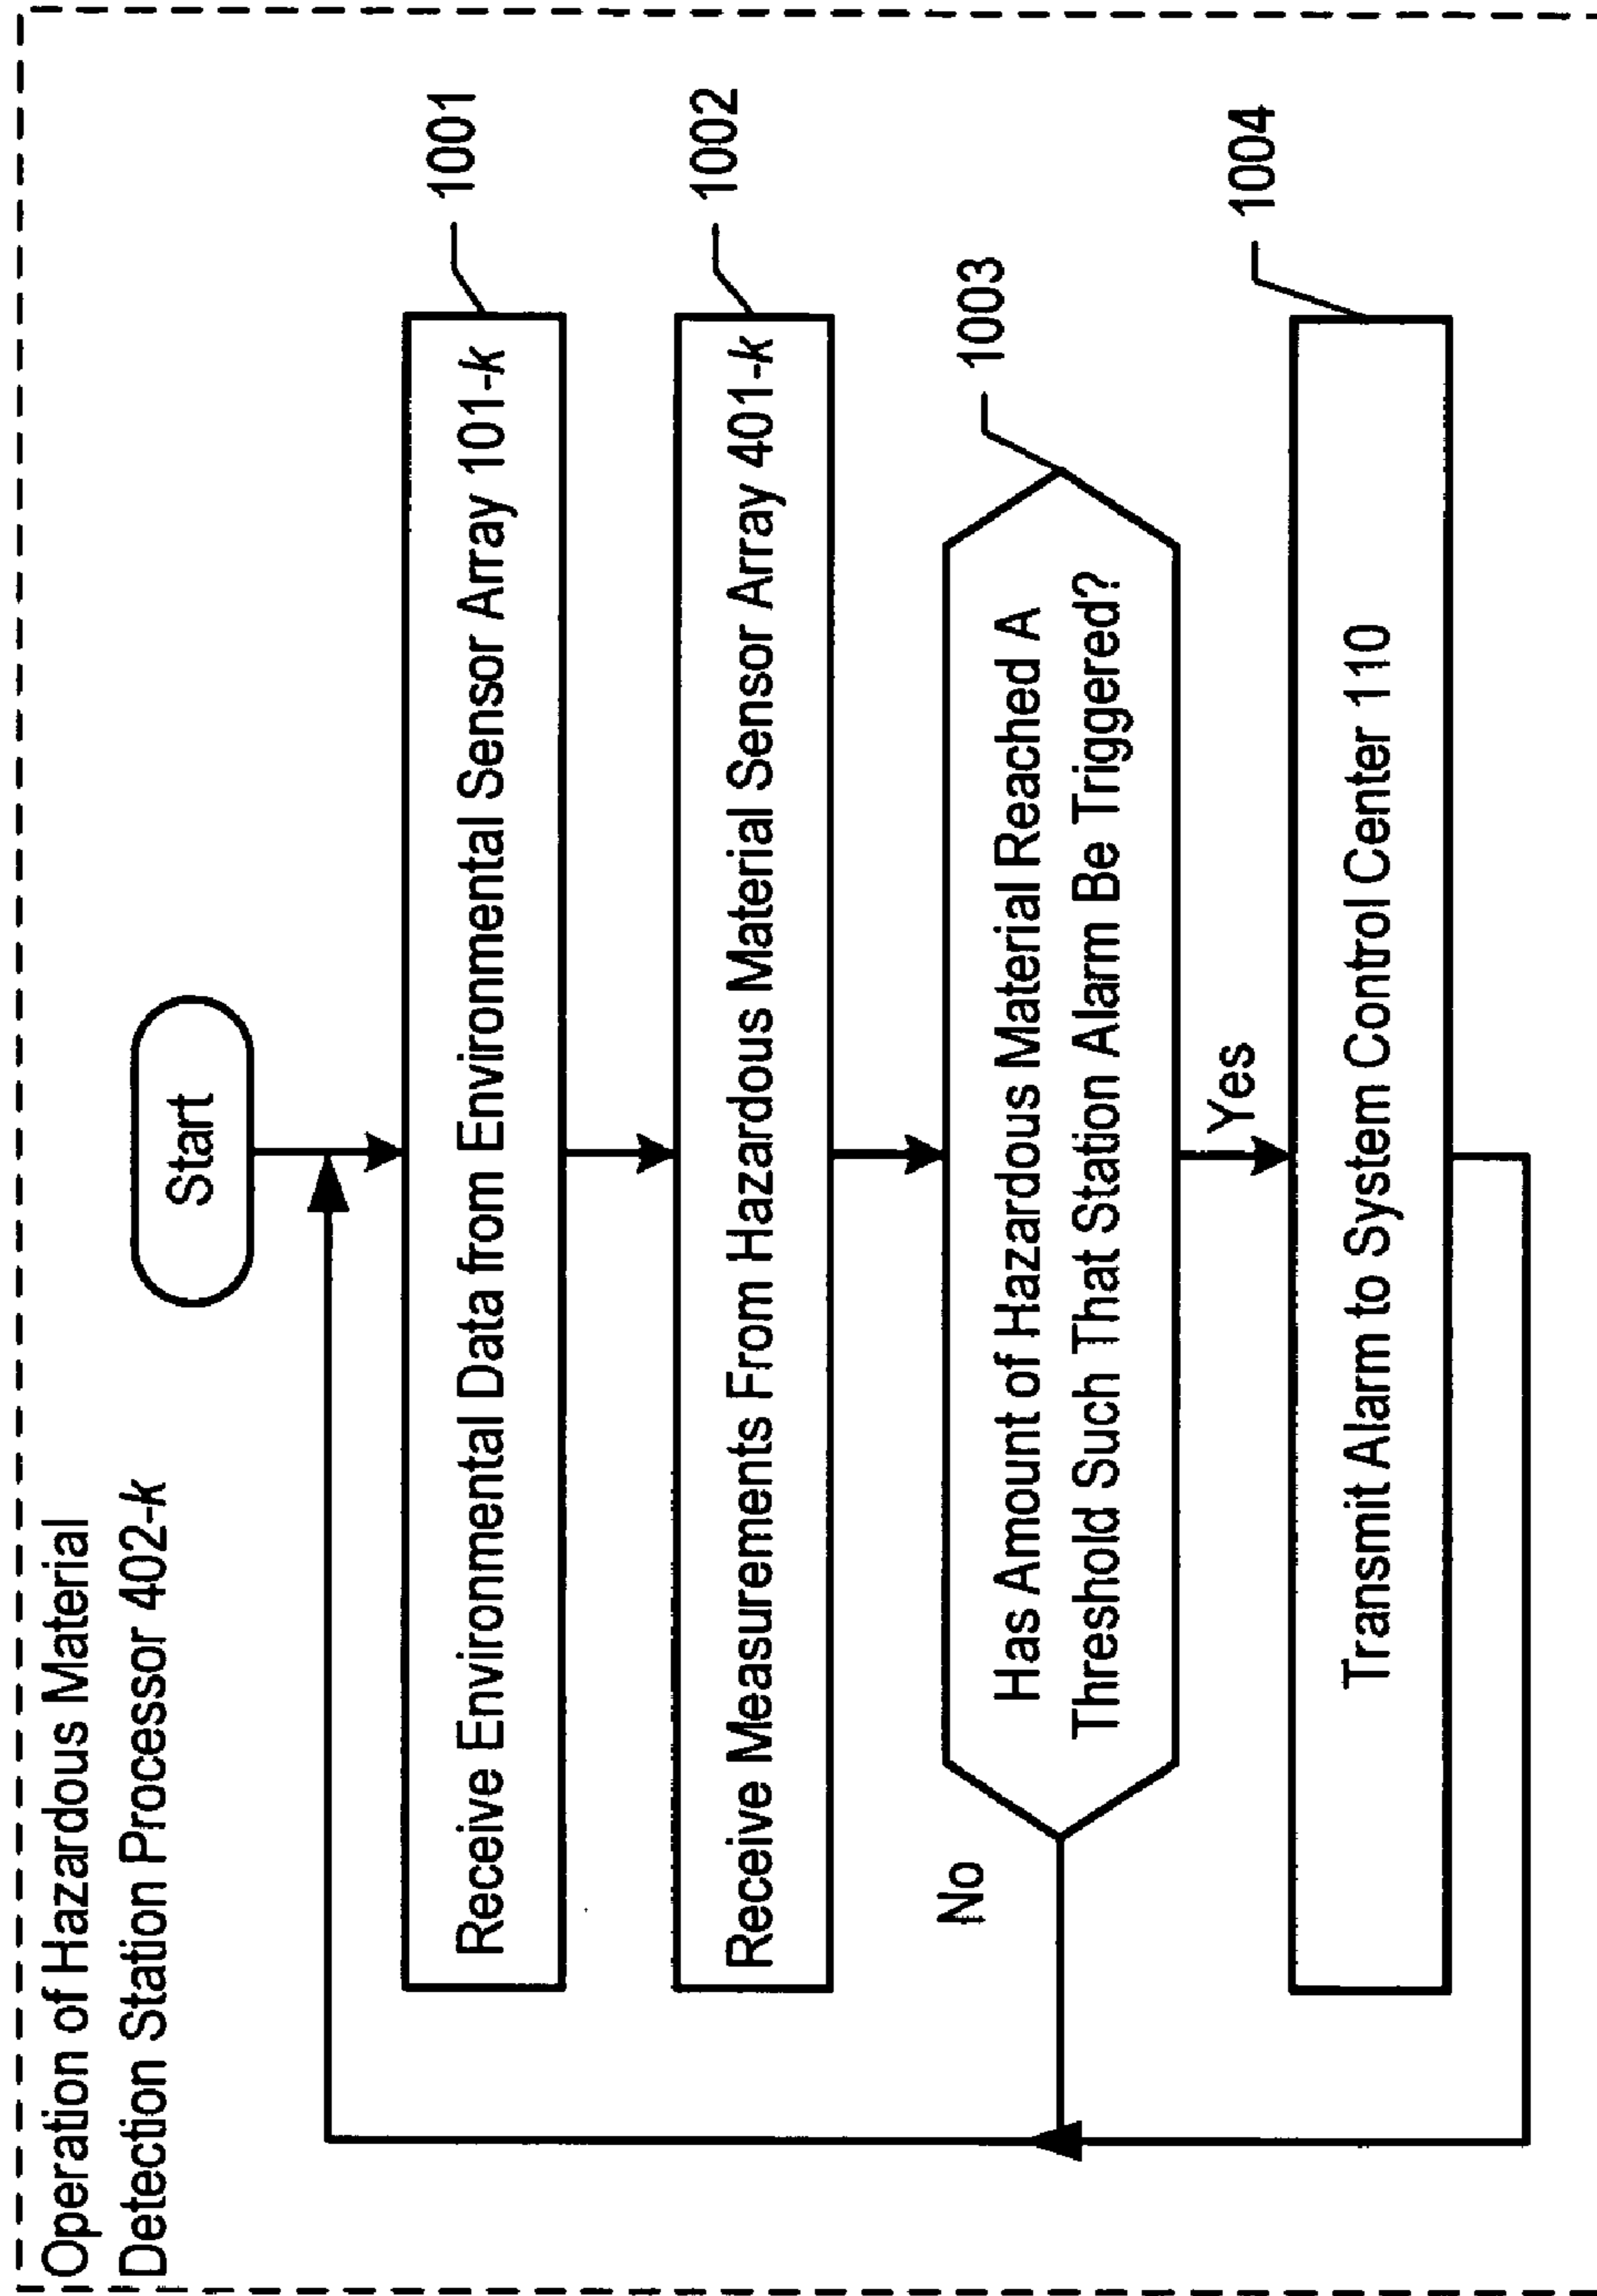 Operation of Hazardous Material
Detection Station Processor 402-k
Start
Receive Environmental Data from Environmental Sensor Array 101-k
1001
Receive Measurements From Hazardous Material Sensor Array 401-k
1002
Has Amount of Hazardous Material Reached A
Threshold Such That Station Alarm Be Triggered?
1003
No
Yes
Transmit Alarm to System Control Center 110
1004